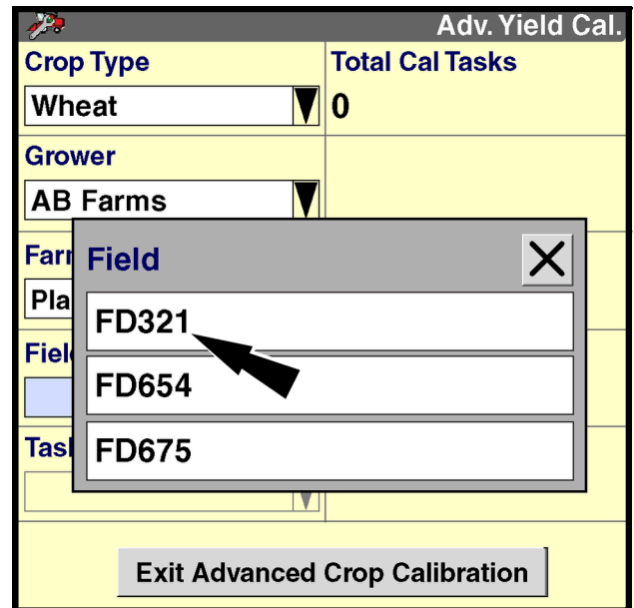 Adv. Yield Cal.
Crop Type
Total Cal Tasks
Wheat
0
Grower
AB Farms
Field
FD321
FD654
FD675
Exit Advanced Crop Calibration